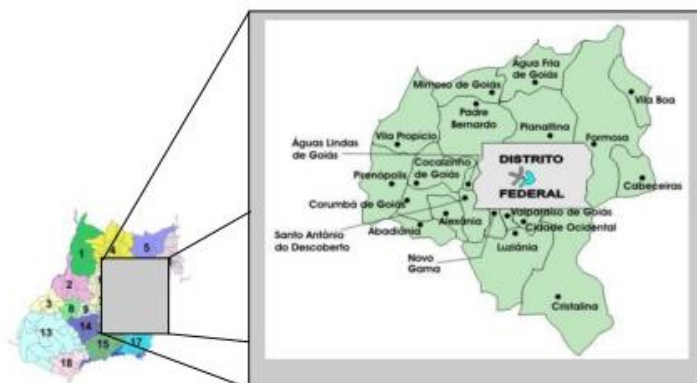 Água Fria
de Goiás
Mimoso de Goiás
Vila Boa
Padre
Bernardo
Planaltina
Vila Propício
Formosa
Águas Lindas
de Goiás
DISTRITO
FEDERAL
Cocalzinho
de Goiás
Pirenópolis
Cabeceiras
Corumbá de Goiás
Alexânia
Valparaíso de Goiás
Cidade Ocidental
Abadiânia
Santo Antônio
do Descoberto
Luziânia
Novo
Gama
Cristalina
1
4
5
2
3
8
9
13
14
15
17
18